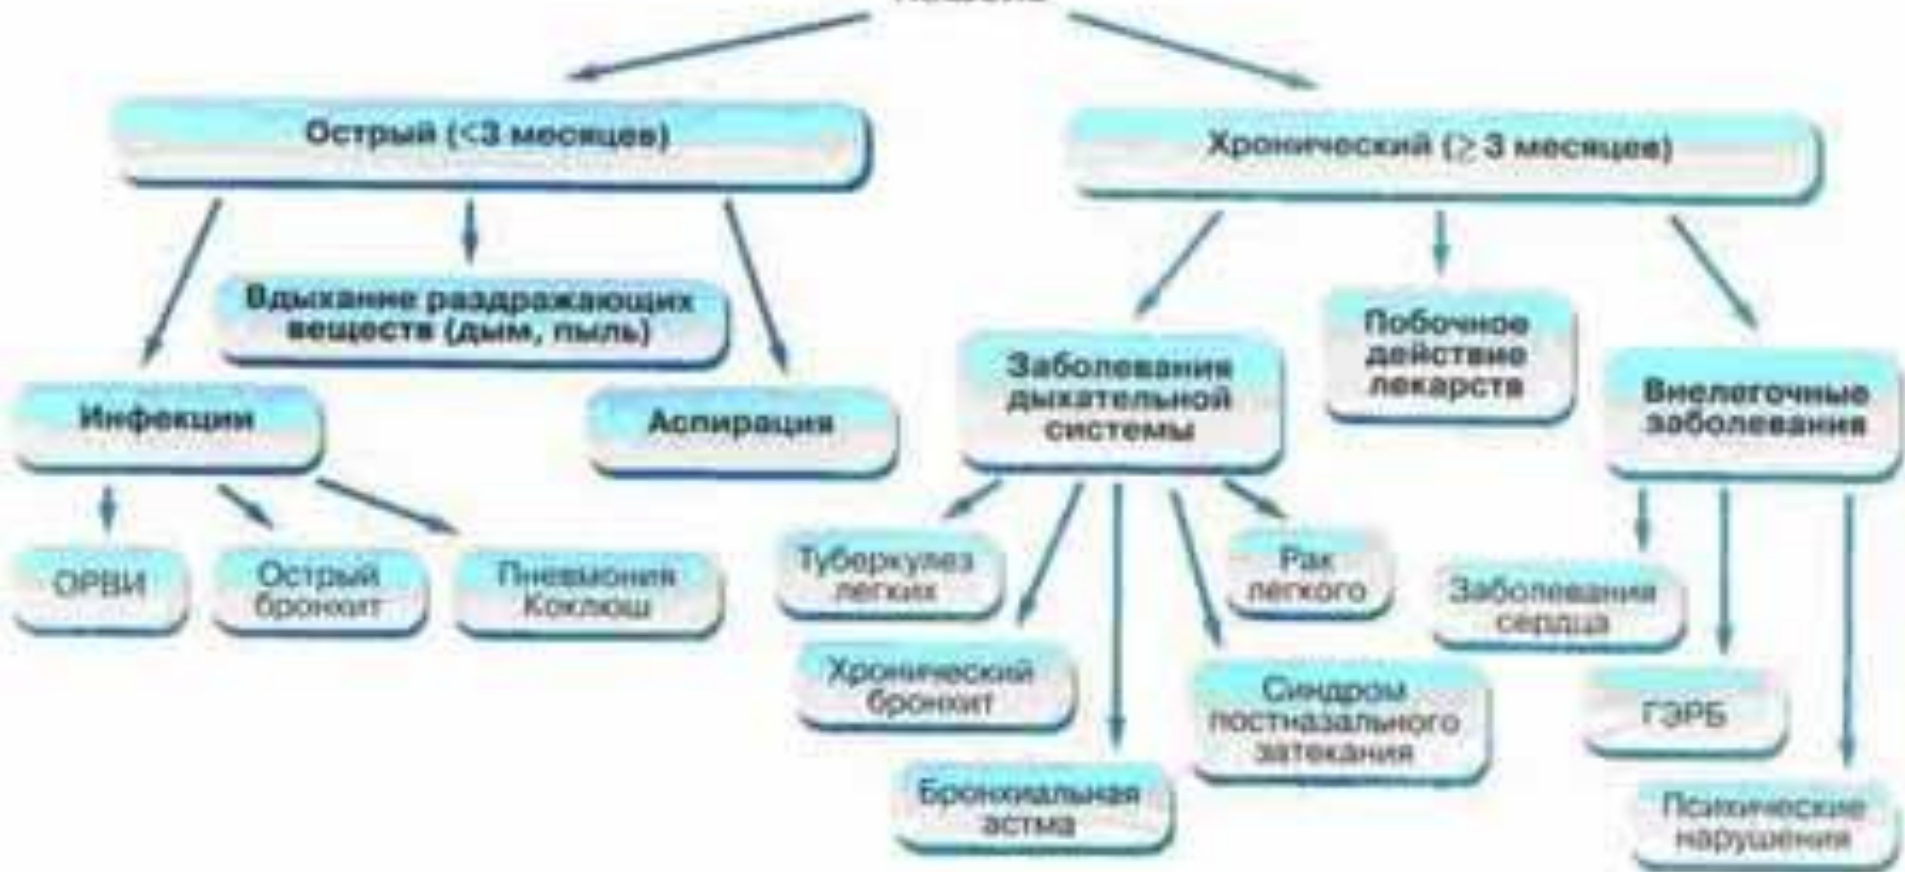 Острый (<3 месяцев)
Хронический (≥ 3 месяцев)
Вдыхание раздражающих
веществ (дым, пыль)
Инфекции
Аспирация
Заболевания
дыхательной
системы
Побочное
действие
лекарств
Внелегочные
заболевания
ОРВИ
Острый
бронхит
Пневмония
Коклюш
Туберкулез
легких
Хронический
бронхит
Бронхиальная
астма
Синдром
постназального
затекания
Рак
легкого
Заболевания
сердца
ГЭРБ
Психические
нарушения